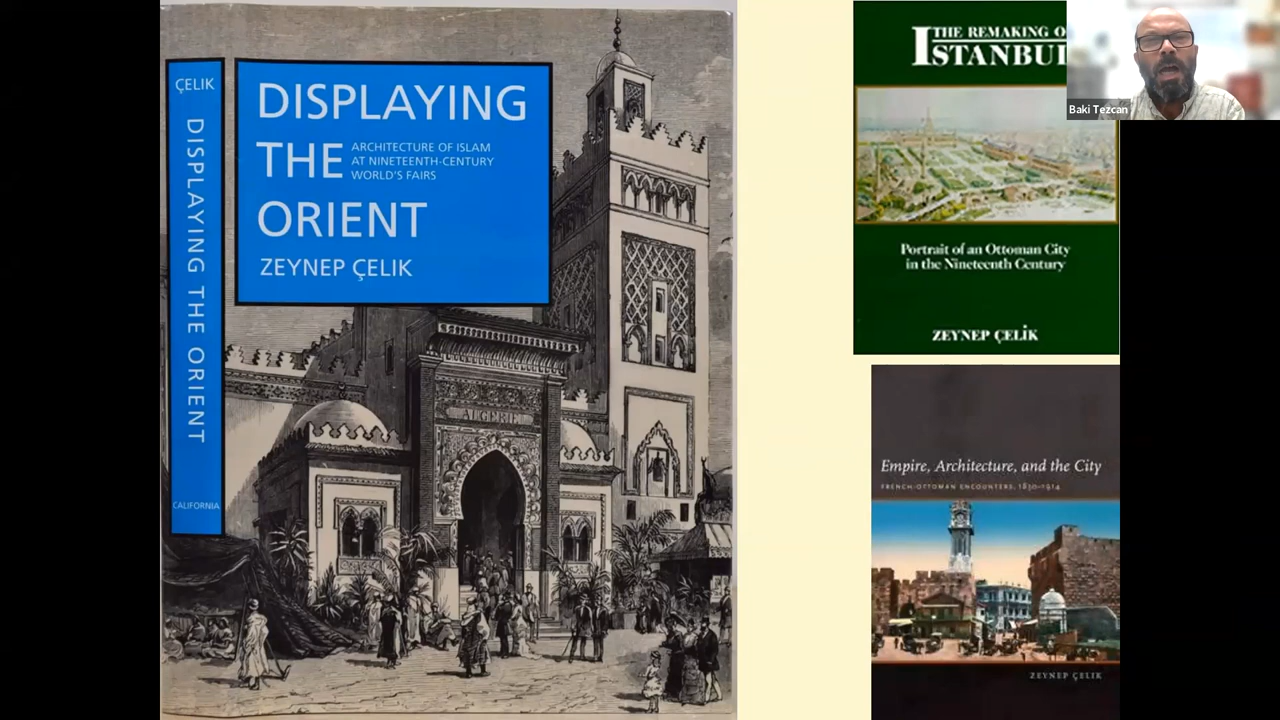 ÇELIK
DISPLAYING THE ORIENT
CALIFORNIA
DISPLAYING
THE
ARCHITECTURE OF ISLAM
AT NINETEENTH-CENTURY
WORLD'S FAIRS
ORIENT
ZEYNEP ÇELIK
ALGERIE
THE REMAKING O
ISTANBUL
Portrait of an Ottoman City
in the Nineteenth Century
ZEYNEP ÇELİK
Baki Tezcan
Empire, Architecture, and the City
FRENCH-OTTOMAN ENCOUNTERS, 1830–1914
ZEYNEP ÇELIK